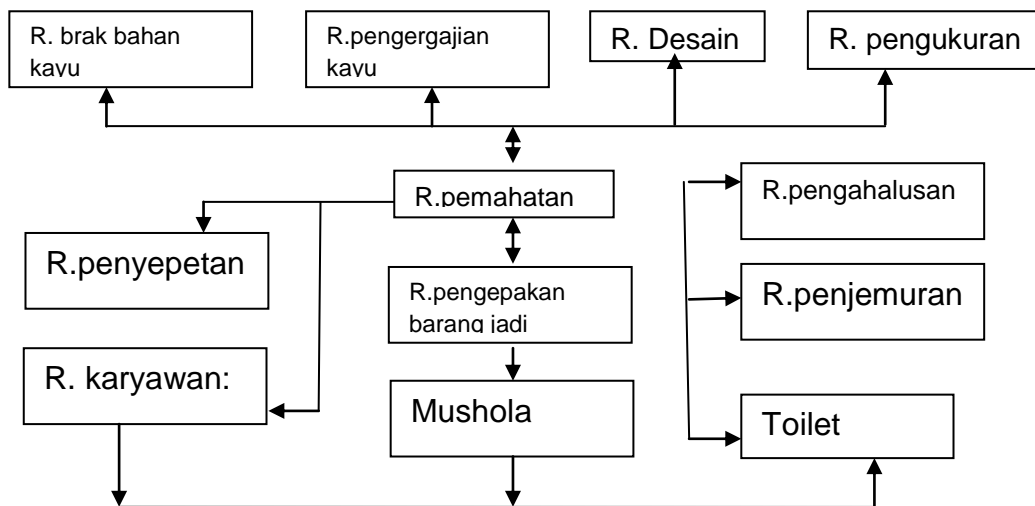 R. brak bahan
kayu
R.pengergajian
kayu
R. Desain
R. pengukuran
R.pemahatan
R.pengahalusan
R.penyepetan
R.pengepakan
barang jadi
R.penjemuran
R. karyawan:
Mushola
Toilet